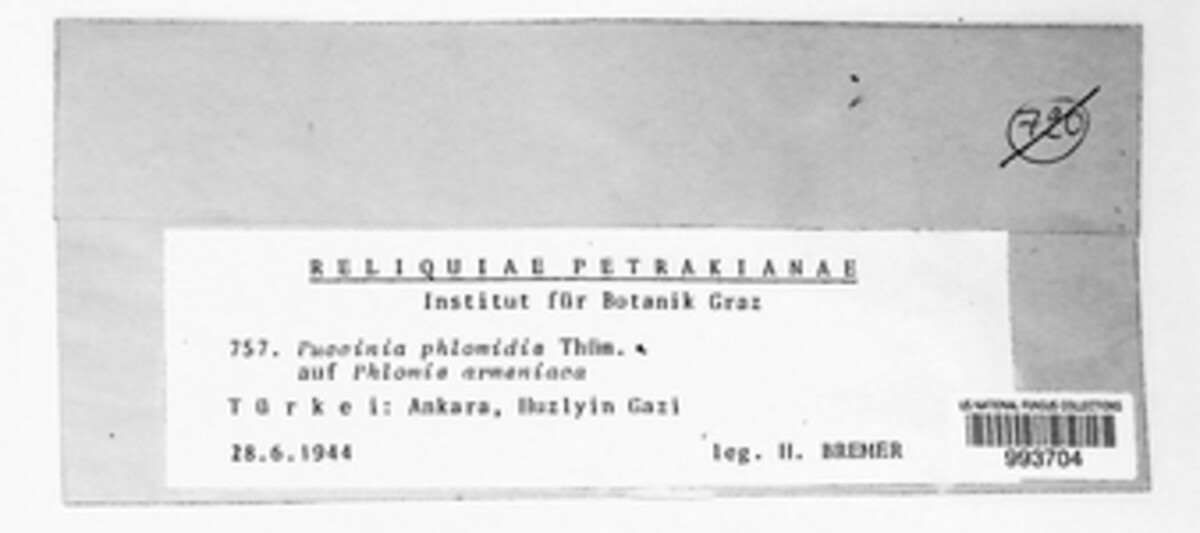 720
RELIQUIAE PETRAKIANAE
Institut für Botanik Graz
757. Puccinia phlomidis Thüm.
auf Phlomis armeniaca
Türkei: Ankara, Huzlyin Gazi
28.6.1944 leg. H. BREMER
US NATIONAL FUNGUS COLLECTIONS
993704